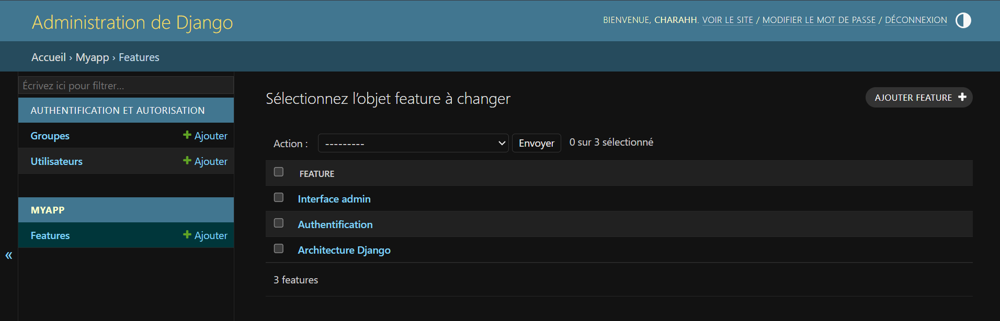 Administration de Django
BIENVENUE, CHARAHH. VOIR LE SITE / MODIFIER LE MOT DE PASSE / DÉCONNEXION
Accueil › Myapp › Features
Écrivez ici pour filtrer…
AUTHENTIFICATION ET AUTORISATION
Groupes
Ajouter
Utilisateurs
Ajouter
MYAPP
Features
Ajouter
«
Sélectionnez l’objet feature à changer
AJOUTER FEATURE
Action :
---------
Envoyer
0 sur 3 sélectionné
FEATURE
Interface admin
Authentification
Architecture Django
3 features